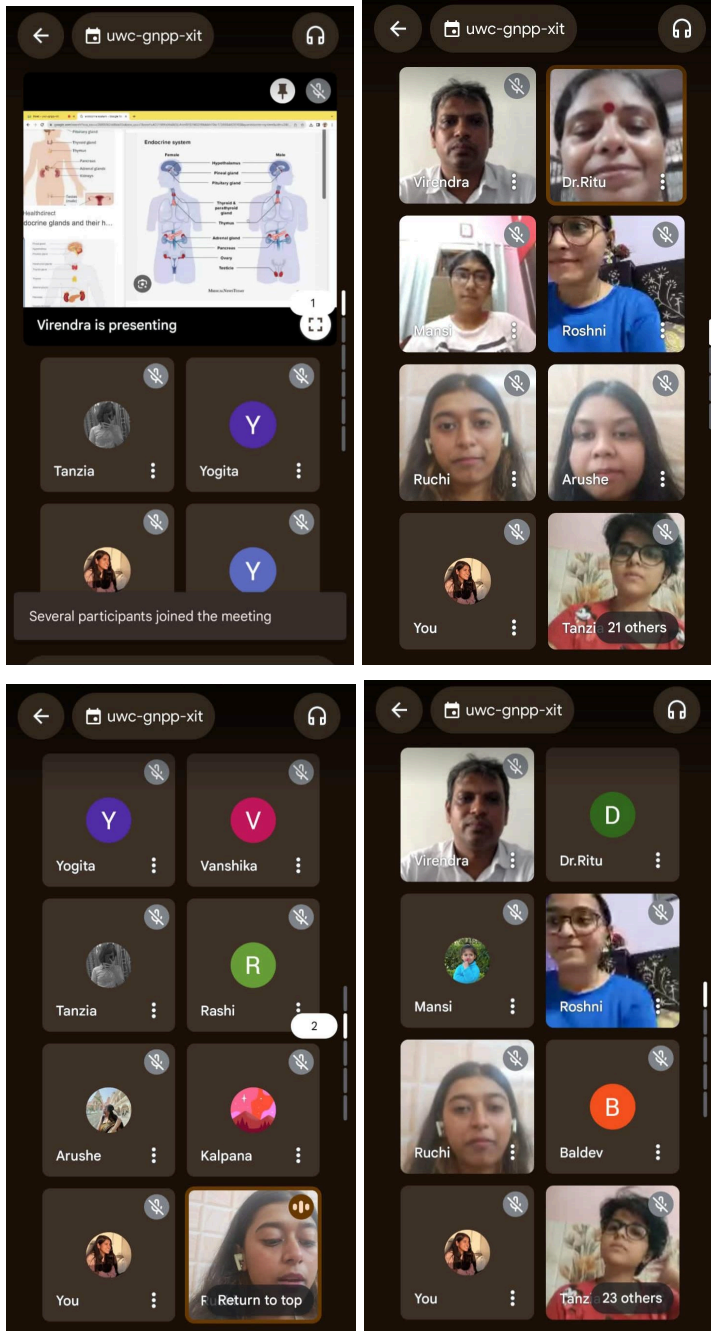 uwc-gnpp-xit
Pituitary gland
Thyroid gland
Thymus
Pancreas
Adrenal glands
Kidneys
Healthdirect
docrine glands and their h...
Endocrine system
Female
Male
Hypothalamus
Pineal gland
Pituitary gland
Thyroid &
parathyroid
gland
Thymus
Adrenal gland
Pancreas
Ovary
Testicle
1
Virendra is presenting
Tanzia
Y
Yogita
Y
Several participants joined the meeting
uwc-gnpp-xit
Virendra
Dr.Ritu
Mansi
Roshni
Ruchi
Arushe
You
Tanzi
21 others
uwc-gnpp-xit
Y
Yogita
V
Vanshika
Tanzia
R
Rashi
2
Arushe
Kalpana
You
Return to top
uwc-gnpp-xit
Virendra
D
Dr.Ritu
Mansi
Roshni
Ruchi
B
Baldev
You
Tanzi
23 others